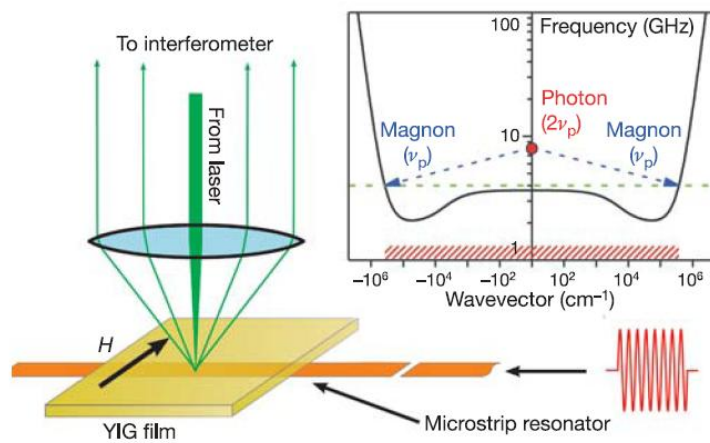 To interferometer
From laser
H
YIG film
Microstrip resonator
Frequency (GHz)
100
10
1
Photon
(2νp)
Magnon
(νp)
Magnon
(νp)
−10⁶ −10⁴ −10² 10² 10⁴ 10⁶
Wavevector (cm⁻¹)